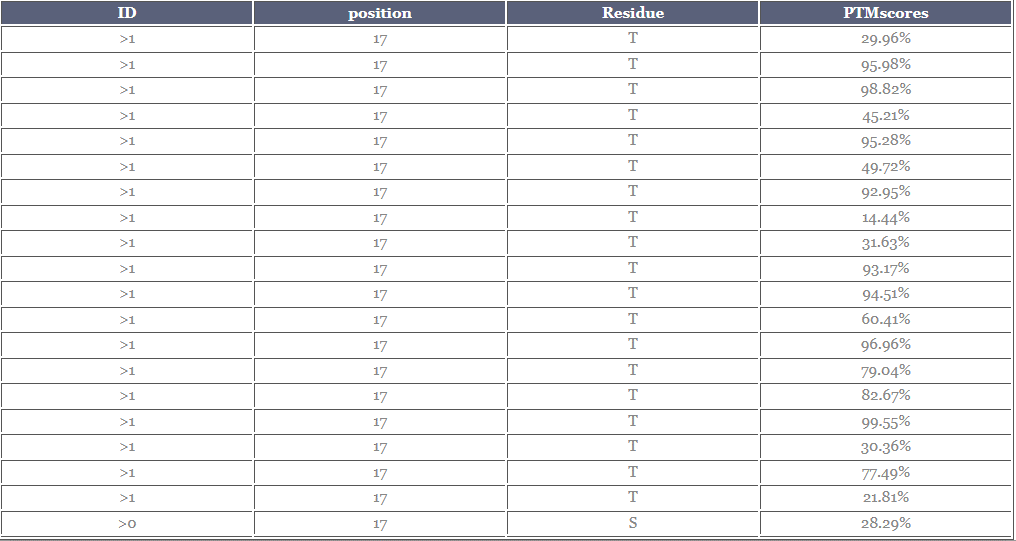 ID position Residue PTMscores
>1 17 T 29.96%
>1 17 T 95.98%
>1 17 T 98.82%
>1 17 T 45.21%
>1 17 T 95.28%
>1 17 T 49.72%
>1 17 T 92.95%
>1 17 T 14.44%
>1 17 T 31.63%
>1 17 T 93.17%
>1 17 T 94.51%
>1 17 T 60.41%
>1 17 T 96.96%
>1 17 T 79.04%
>1 17 T 82.67%
>1 17 T 99.55%
>1 17 T 30.36%
>1 17 T 77.49%
>1 17 T 21.81%
>0 17 S 28.29%